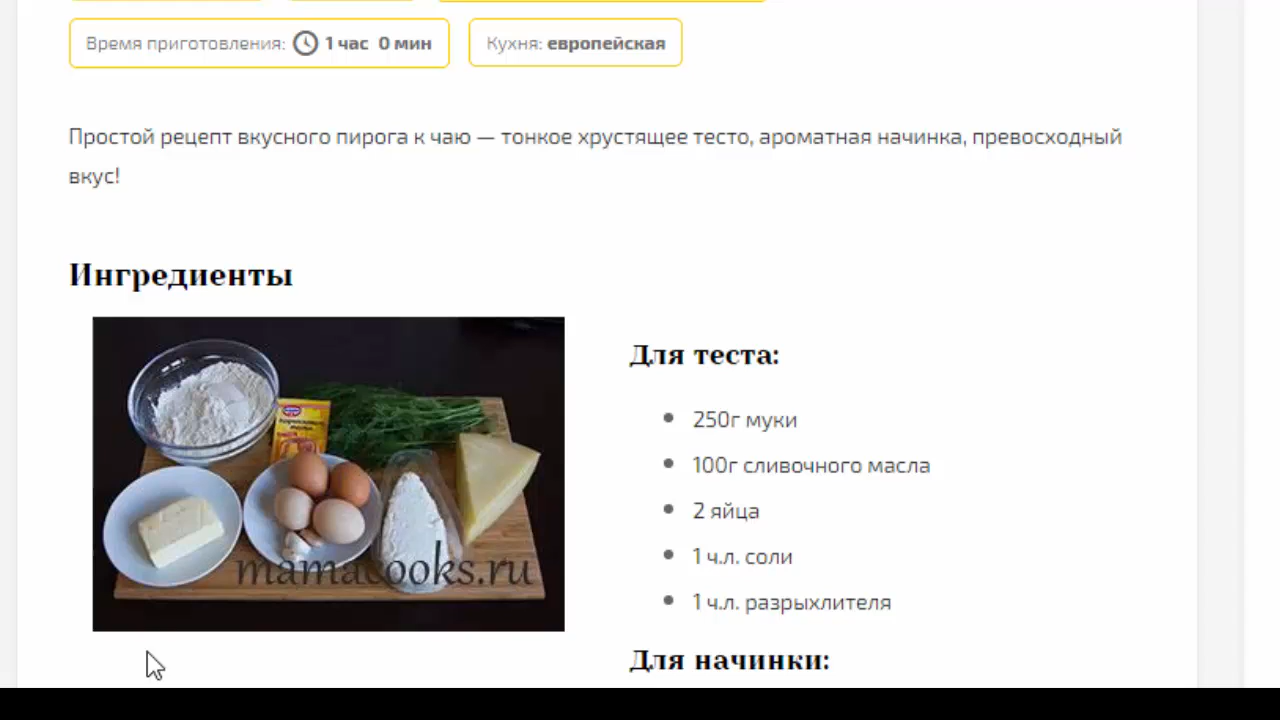 Время приготовления: 1 час 0 мин
Кухня: европейская
Простой рецепт вкусного пирога к чаю — тонкое хрустящее тесто, ароматная начинка, превосходный
вкус!
Ингредиенты
mamacooks.ru
Для теста:
250г муки
100г сливочного масла
2 яйца
1 ч.л. соли
1 ч.л. разрыхлителя
Для начинки: